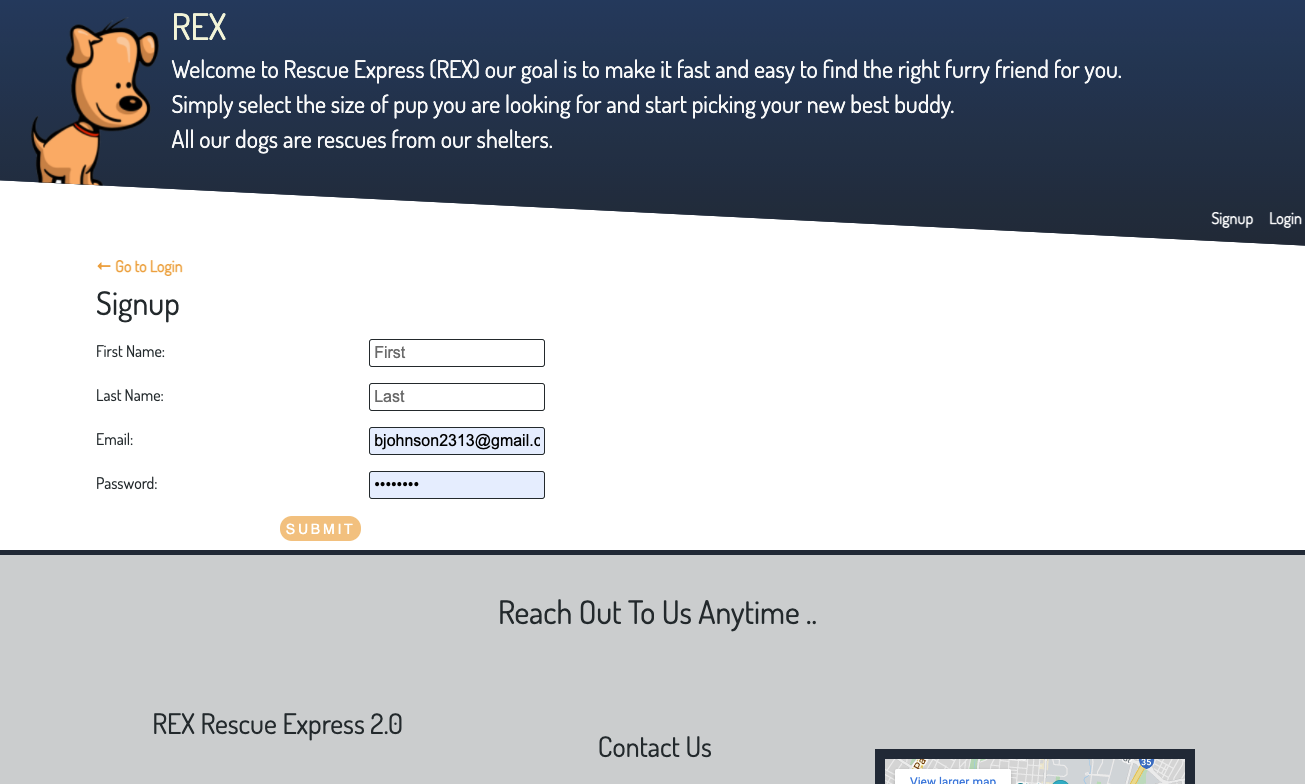 REX
Welcome to Rescue Express (REX) our goal is to make it fast and easy to find the right furry friend for you.
Simply select the size of pup you are looking for and start picking your new best buddy.
All our dogs are rescues from our shelters.
Signup Login
← Go to Login
Signup
First Name: First
Last Name: Last
Email: bjohnson2313@gmail.c
Password: ••••••••
SUBMIT
Reach Out To Us Anytime ..
REX Rescue Express 2.0
Contact Us
35
View larger map